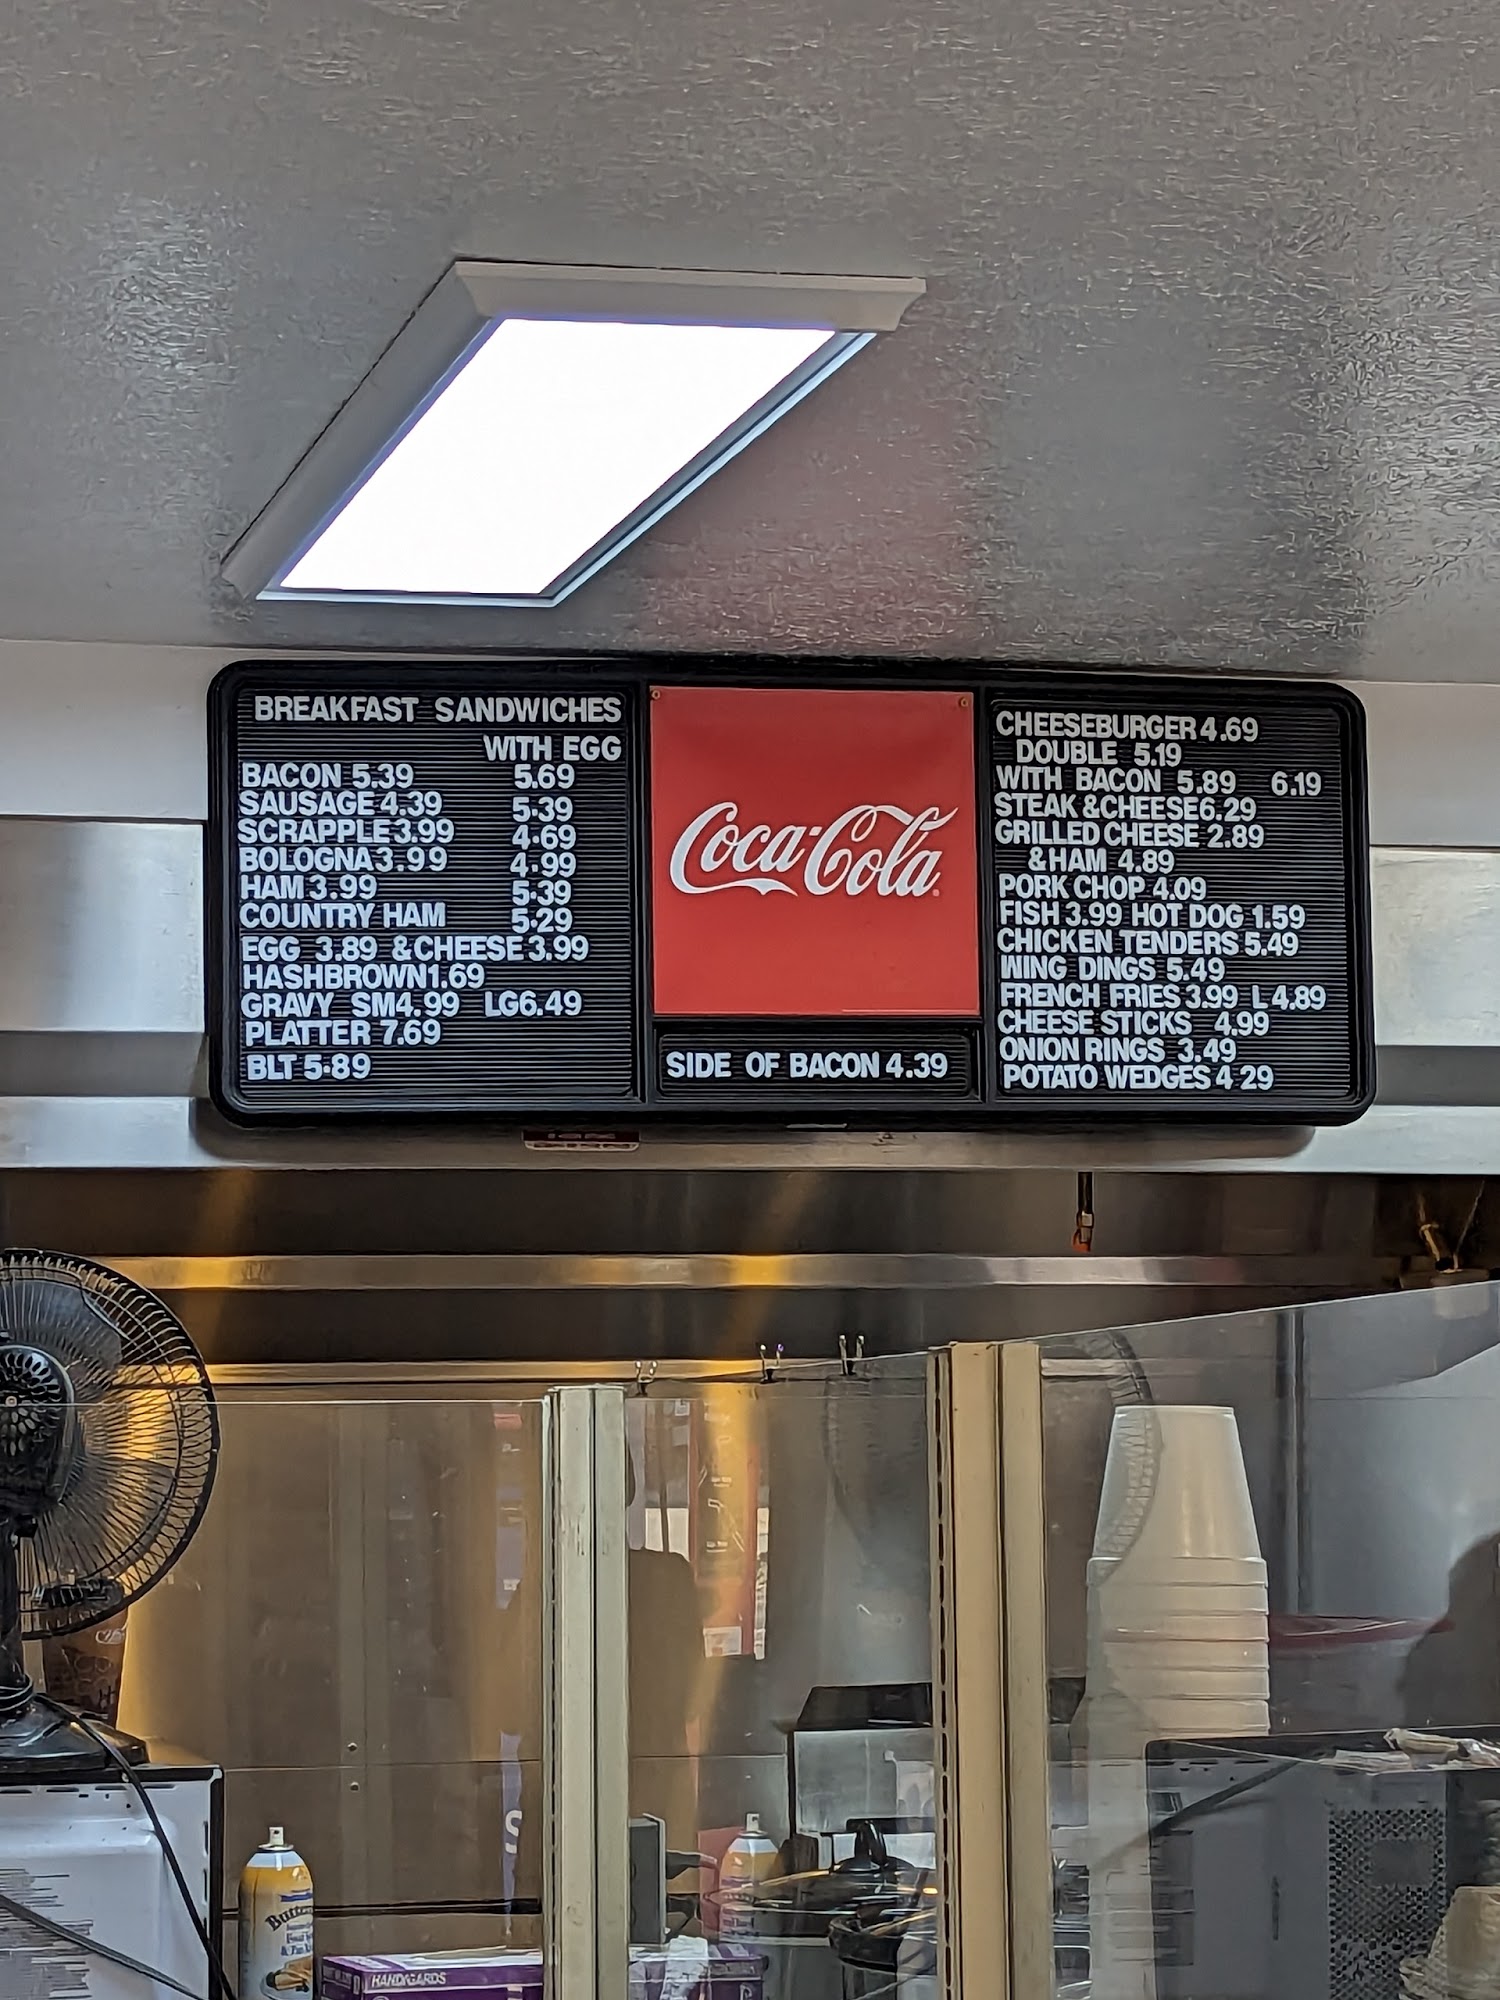 BREAKFAST SANDWICHES
WITH EGG
BACON 5.39 5.69
SAUSAGE 4.39 5.39
SCRAPPLE 3.99 4.69
BOLOGNA 3.99 4.99
HAM 3.99 5.39
COUNTRY HAM 5.29
EGG 3.89 & CHEESE 3.99
HASHBROWN 1.69
GRAVY SM 4.99 LG 6.49
PLATTER 7.69
BLT 5.89
Coca-Cola
SIDE OF BACON 4.39
CHEESEBURGER 4.69
DOUBLE 5.19
WITH BACON 5.89 6.19
STEAK & CHEESE 6.29
GRILLED CHEESE 2.89
& HAM 4.89
PORK CHOP 4.09
FISH 3.99 HOT DOG 1.59
CHICKEN TENDERS 5.49
WING DINGS 5.49
FRENCH FRIES 3.99 L 4.89
CHEESE STICKS 4.99
ONION RINGS 3.49
POTATO WEDGES 4 29
HANDGARDS